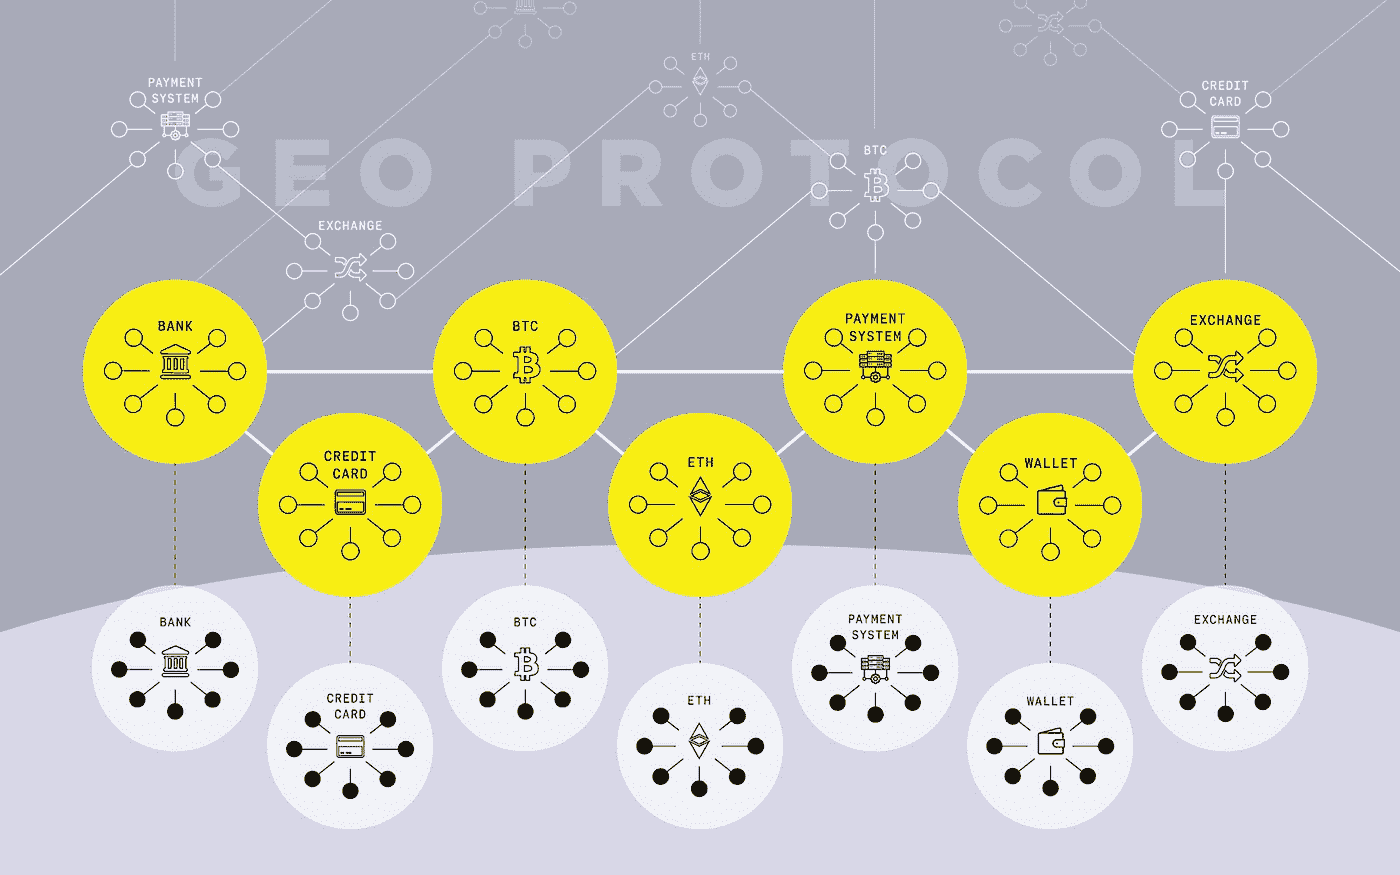 ETH
PAYMENT
SYSTEM
CREDIT
CARD
GEO PROTOCOL
BTC
EXCHANGE
BANK
BTC
PAYMENT
SYSTEM
EXCHANGE
CREDIT
CARD
ETH
WALLET
BANK
BTC
PAYMENT
SYSTEM
EXCHANGE
CREDIT
CARD
ETH
WALLET